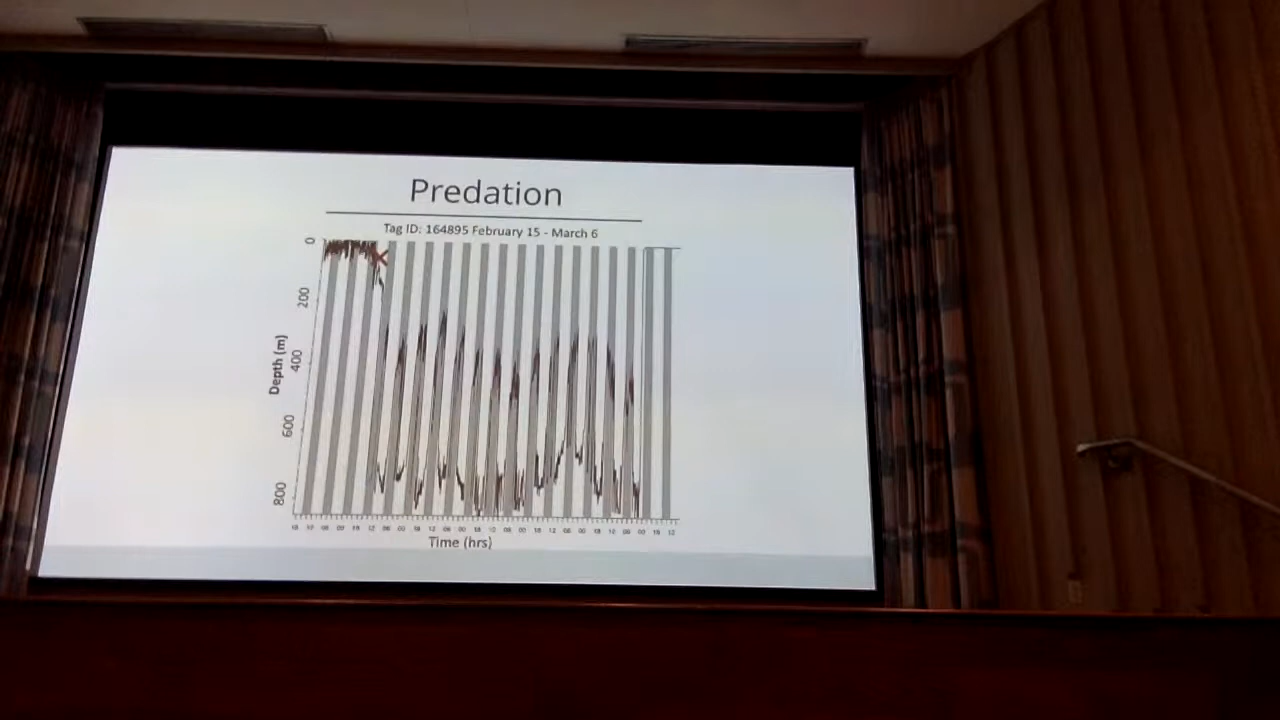 Predation
Tag ID: 164895 February 15 - March 6
0
200
400
600
800
Depth (m)
Time (hrs)